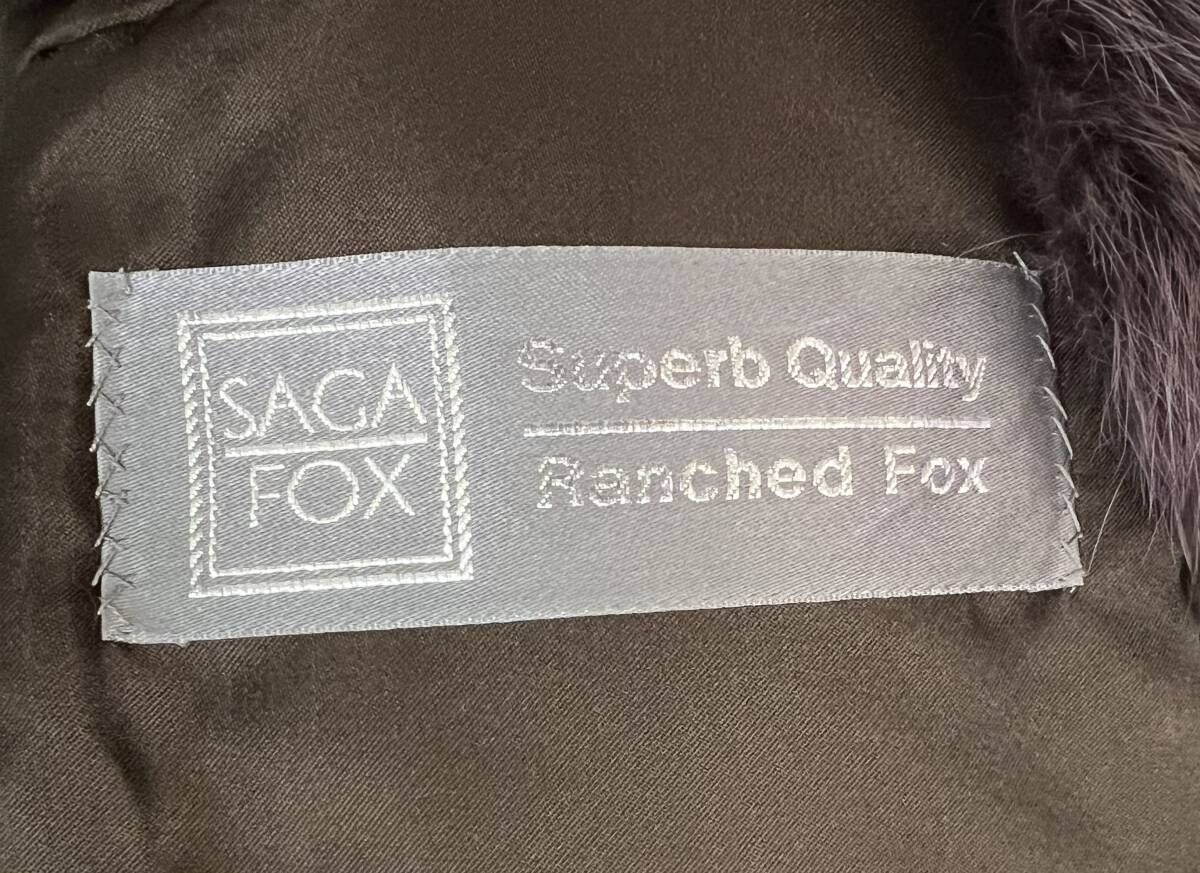 SAGA
FOX
Superb Quality
Ranched Fox